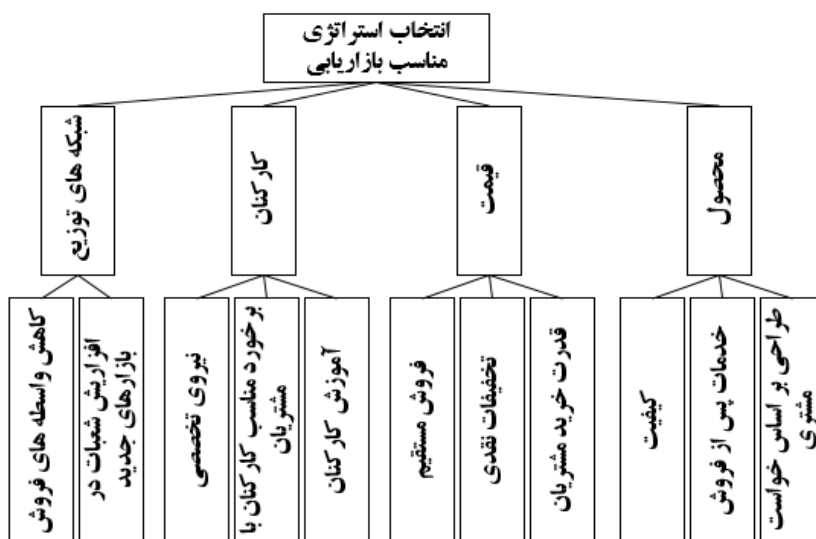 انتخاب استراتژی
مناسب بازاریابی
محصول
قیمت
کارکنان
شبکه های توزیع
طراحی بر اساس خواست
مشتری
خدمات پس از فروش
کیفیت
قدرت خرید مشتریان
تخفیفات نقدی
فروش مستقیم
آموزش کارکنان
برخورد مناسب کارکنان با
مشتریان
نیروی تخصصی
افزاریش شعبات در
بازارهای جدید
کاهش واسطه های فروش